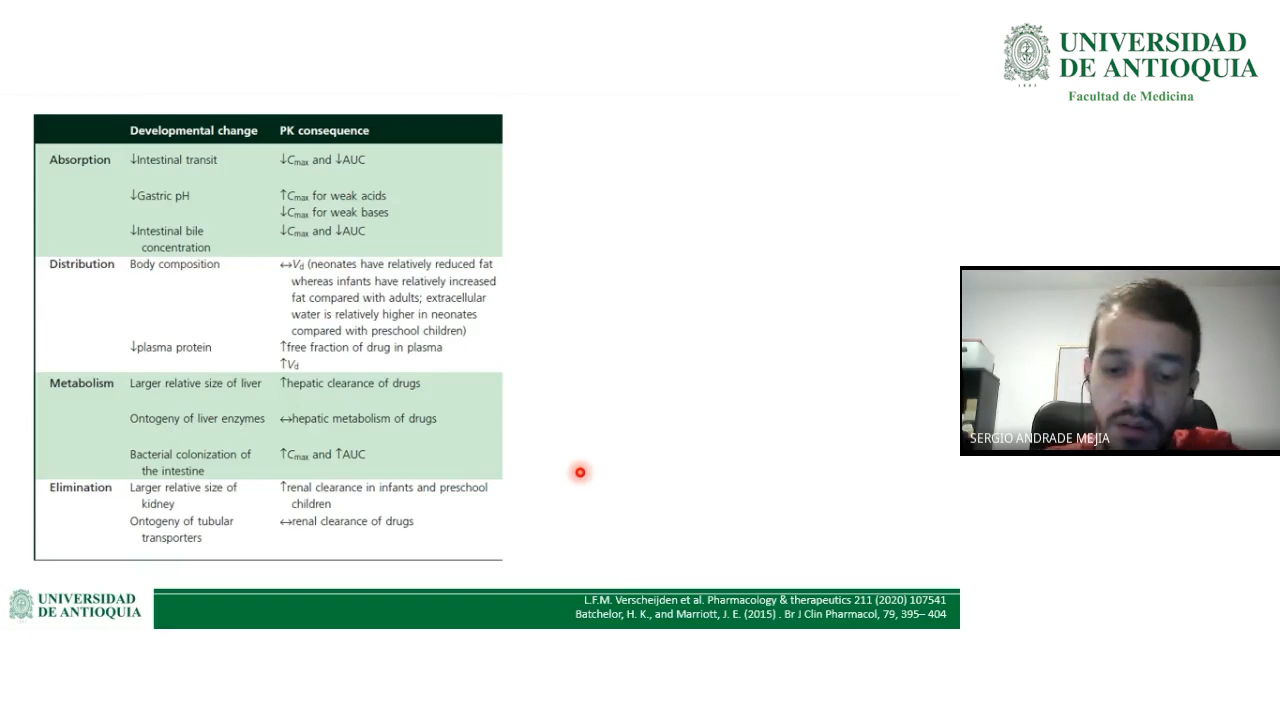 UNIVERSIDAD
DE ANTIOQUIA
Facultad de Medicina
Developmental change PK consequence
Absorption ↓Intestinal transit ↓Cmax and ↓AUC
↓Gastric pH ↑Cmax for weak acids
↓Cmax for weak bases
↓Intestinal bile ↓Cmax and ↓AUC
concentration
Distribution Body composition ↔Vd (neonates have relatively reduced fat
whereas infants have relatively increased
fat compared with adults; extracellular
water is relatively higher in neonates
compared with preschool children)
↓plasma protein ↑free fraction of drug in plasma
↑Vd
Metabolism Larger relative size of liver ↑hepatic clearance of drugs
Ontogeny of liver enzymes ↔hepatic metabolism of drugs
Bacterial colonization of ↑Cmax and ↑AUC
the intestine
Elimination Larger relative size of ↑renal clearance in infants and preschool
kidney children
Ontogeny of tubular ↔renal clearance of drugs
transporters
SERGIO ANDRADE MEJIA
UNIVERSIDAD
DE ANTIOQUIA
L.F.M. Verscheijden et al. Pharmacology & therapeutics 211 (2020) 107541
Batchelor, H. K., and Marriott, J. E. (2015) . Br J Clin Pharmacol, 79, 395– 404